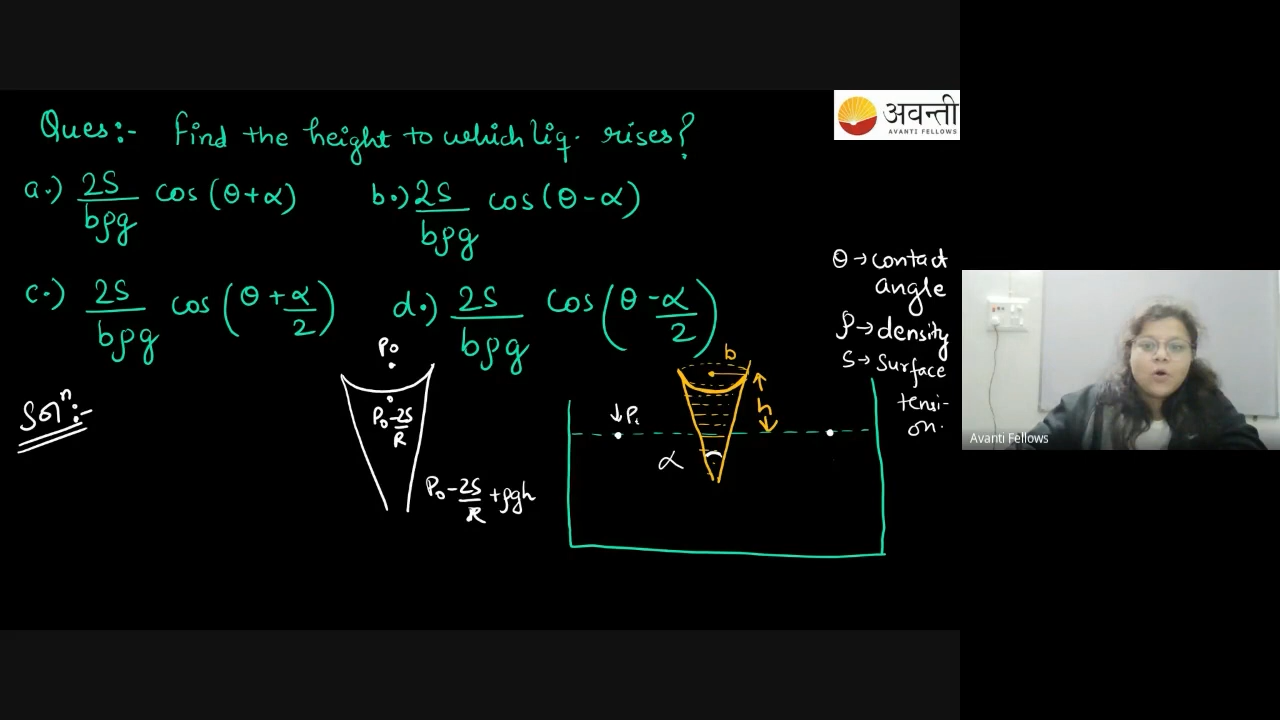 Ques:- Find the height to which liq. rises?
a.) 2S/bρg cos (θ+α)  b.) 2S/bρg cos (θ-α)
c.) 2S/bρg cos (θ + α/2)  d.) 2S/bρg cos (θ - α/2)
Solⁿ:-
P₀
P₀-2S/R
P₀-2S/R+ρgh
b
h
α
θ→contact
angle
ρ→density
S→Surface
tensi-
on.
अवन्ती
AVANTI FELLOWS
Avanti Fellows